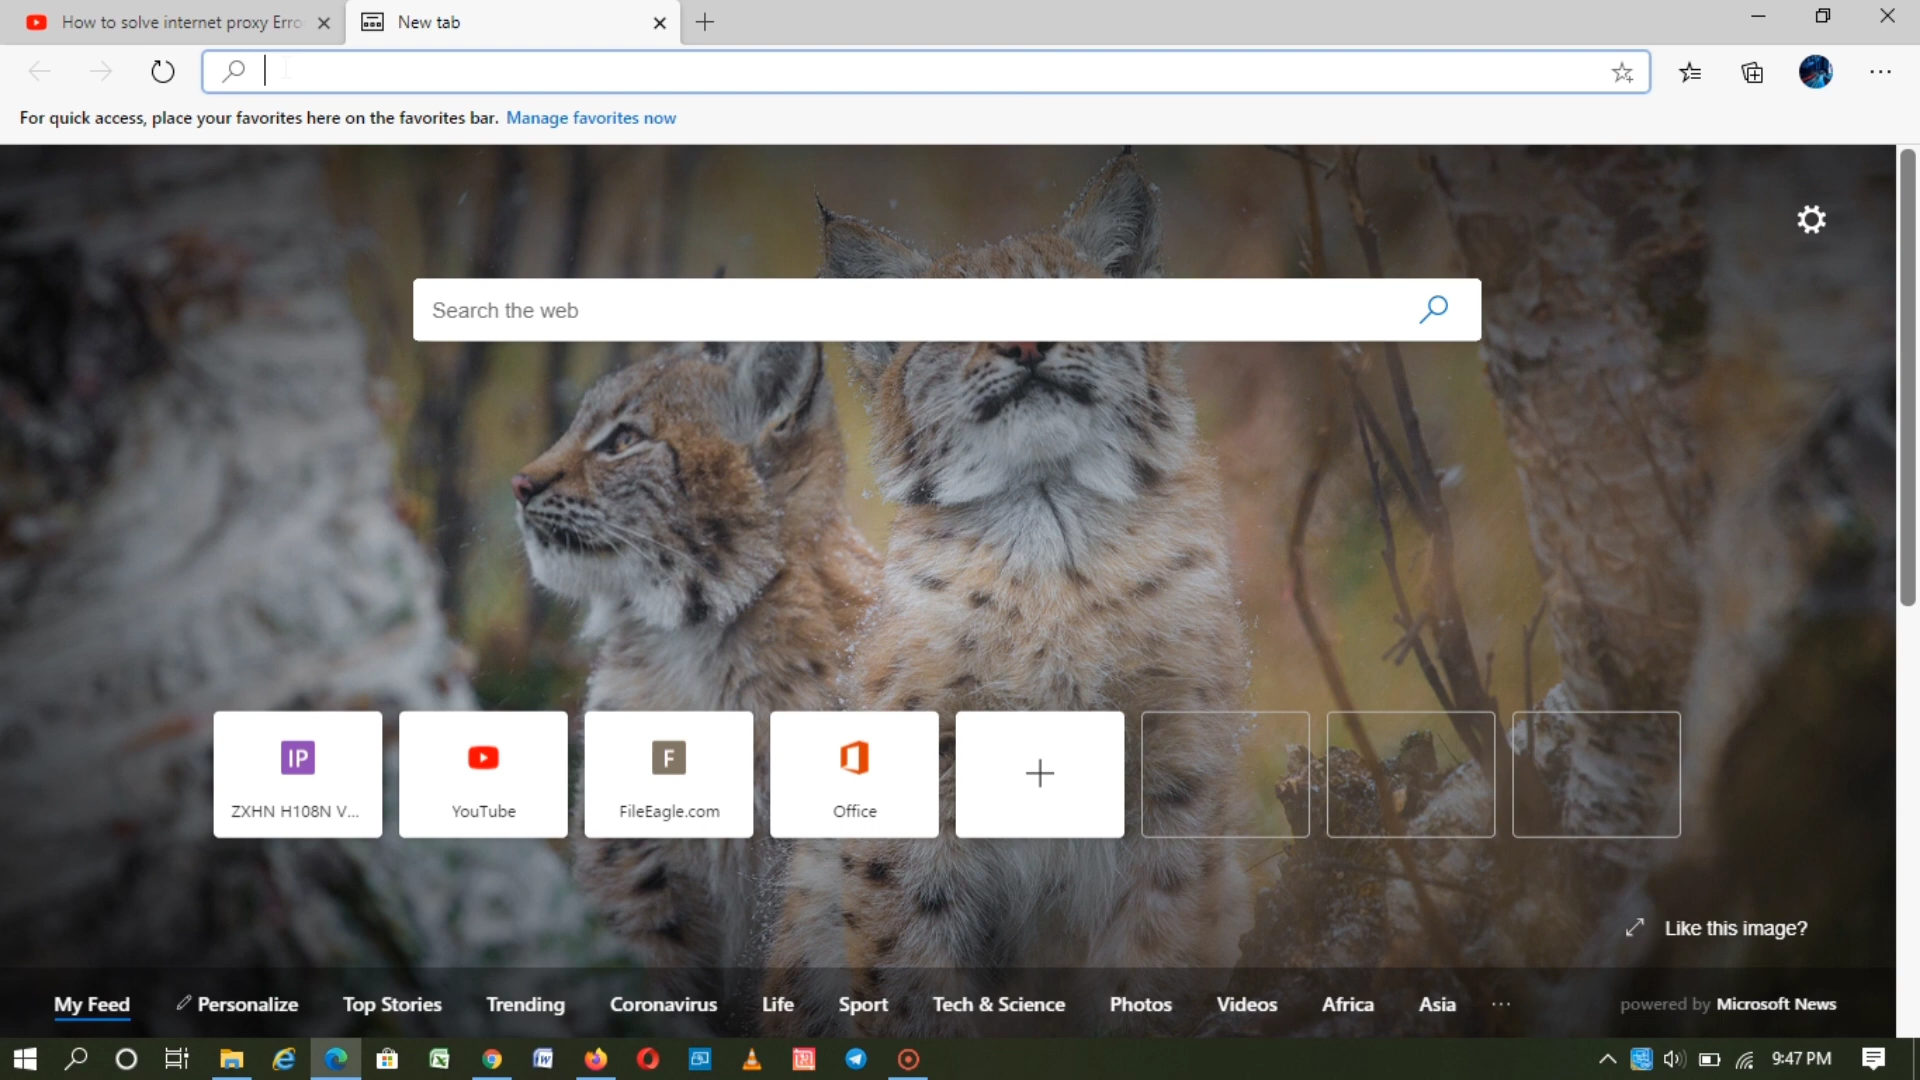 How to solve internet proxy Erro
New tab
For quick access, place your favorites here on the favorites bar. Manage favorites now
Search the web
IP
F
ZXHN H108N V...
YouTube
FileEagle.com
Office
Like this image?
My Feed
Personalize
Top Stories
Trending
Coronavirus
Life
Sport
Tech & Science
Photos
Videos
Africa
Asia
powered by Microsoft News
9:47 PM